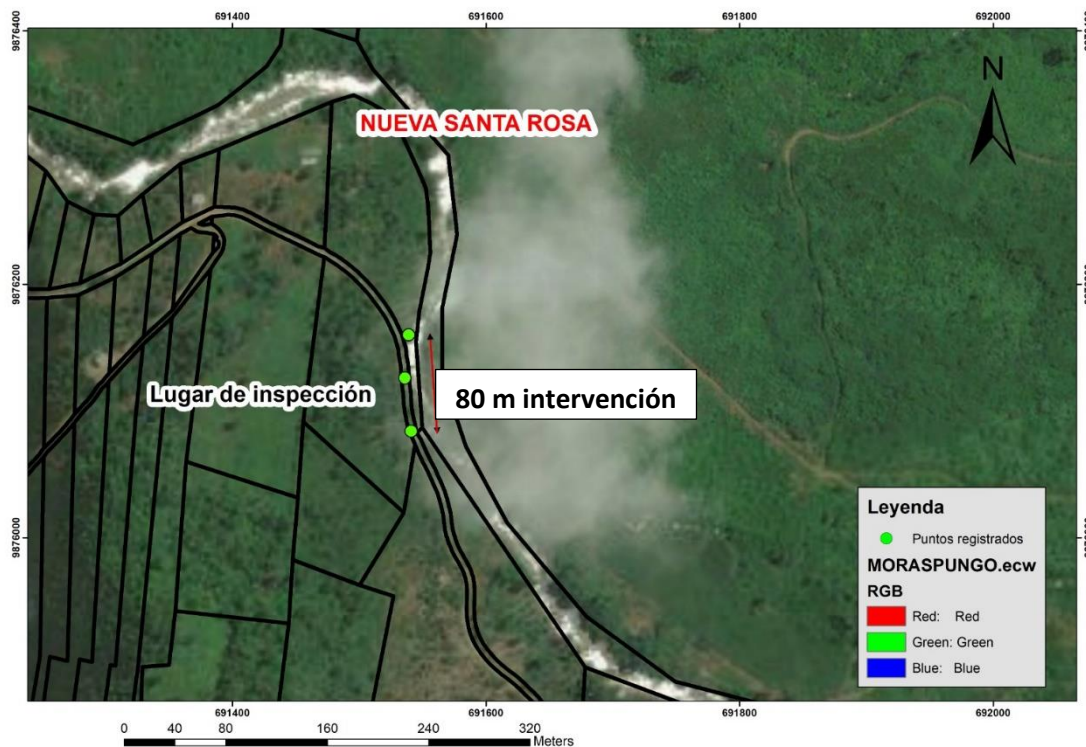 691400 691600 691800 692000
9876400
NUEVA SANTA ROSA
N
9876200
Lugar de inspección
80 m intervención
9876000
Leyenda
Puntos registrados
MORASPUNGO.ecw
RGB
Red: Red
Green: Green
Blue: Blue
691400 691600 691800 692000
0 40 80 160 240 320
Meters